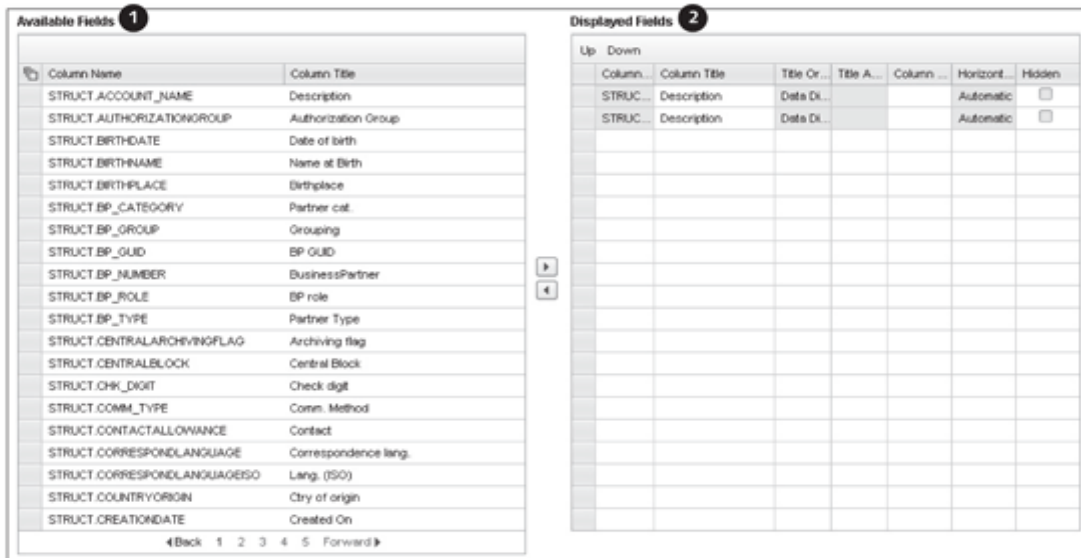 Available Fields 1
Column Name Column Title
STRUCT.ACCOUNT_NAME Description
STRUCT.AUTHORIZATIONGROUP Authorization Group
STRUCT.BIRTHDATE Date of birth
STRUCT.BIRTHNAME Name at Birth
STRUCT.BIRTHPLACE Birthplace
STRUCT.BP_CATEGORY Partner cat.
STRUCT.BP_GROUP Grouping
STRUCT.BP_GUID BP GUID
STRUCT.BP_NUMBER BusinessPartner
STRUCT.BP_ROLE BP role
STRUCT.BP_TYPE Partner Type
STRUCT.CENTRALARCHIVINGFLAG Archiving flag
STRUCT.CENTRALBLOCK Central Block
STRUCT.CHK_DIGIT Check digit
STRUCT.COMM_TYPE Comm. Method
STRUCT.CONTACTALLOWANCE Contact
STRUCT.CORRESPONDLANGUAGE Correspondence lang.
STRUCT.CORRESPONDLANGUAGEISO Lang. (ISO)
STRUCT.COUNTRYORIGIN Ctry of origin
STRUCT.CREATIONDATE Created On
Back 1 2 3 4 5 Forward
Displayed Fields 2
Up Down
Column... Column Title Title Or... Title A... Column ... Horizont... Hidden
STRUC... Description Data Di... Automatic
STRUC... Description Data Di... Automatic